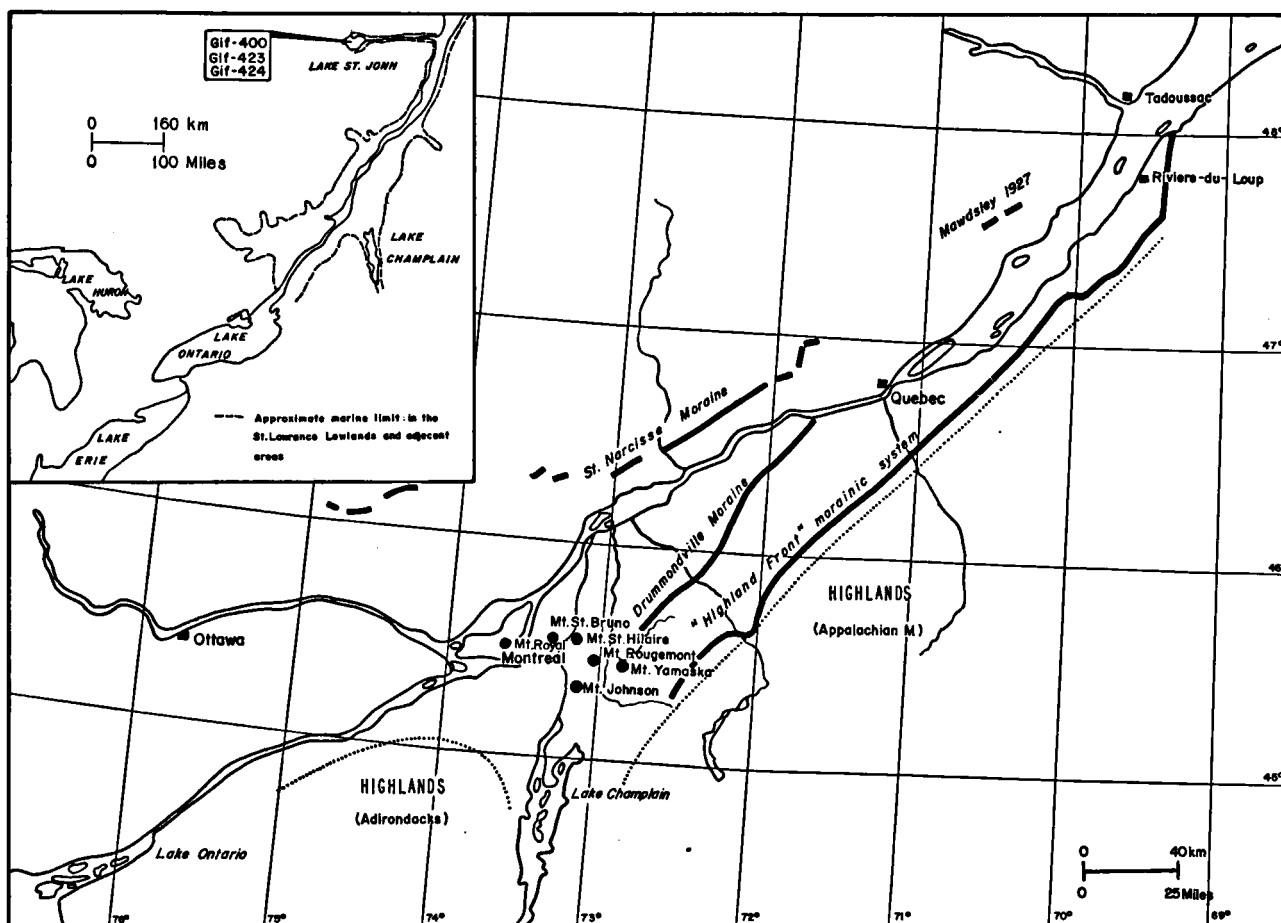 Gif-400
Gif-423
Gif-424
LAKE ST. JOHN
0 160 km
0 100 Miles
LAKE HURON
LAKE CHAMPLAIN
LAKE ONTARIO
LAKE ERIE
Approximate marine limit in the
St. Lawrence Lowlands and adjacent
areas
Tadoussac
48°
Riviere-du-Loup
Mawdsley 1927
47°
Quebec
St. Narcisse Moraine
Drummondville Moraine
"Highland Front" morainic system
46°
HIGHLANDS
(Appalachian M.)
Ottawa
Mt. St. Bruno
Mt. Royal
Mt. St. Hilaire
Montreal
Mt. Rougemont
Mt. Yamaska
Mt. Johnson
45°
HIGHLANDS
(Adirondacks)
Lake Champlain
Lake Ontario
0 40km
0 25 Miles
76° 75° 74° 73° 72° 71° 70° 69°